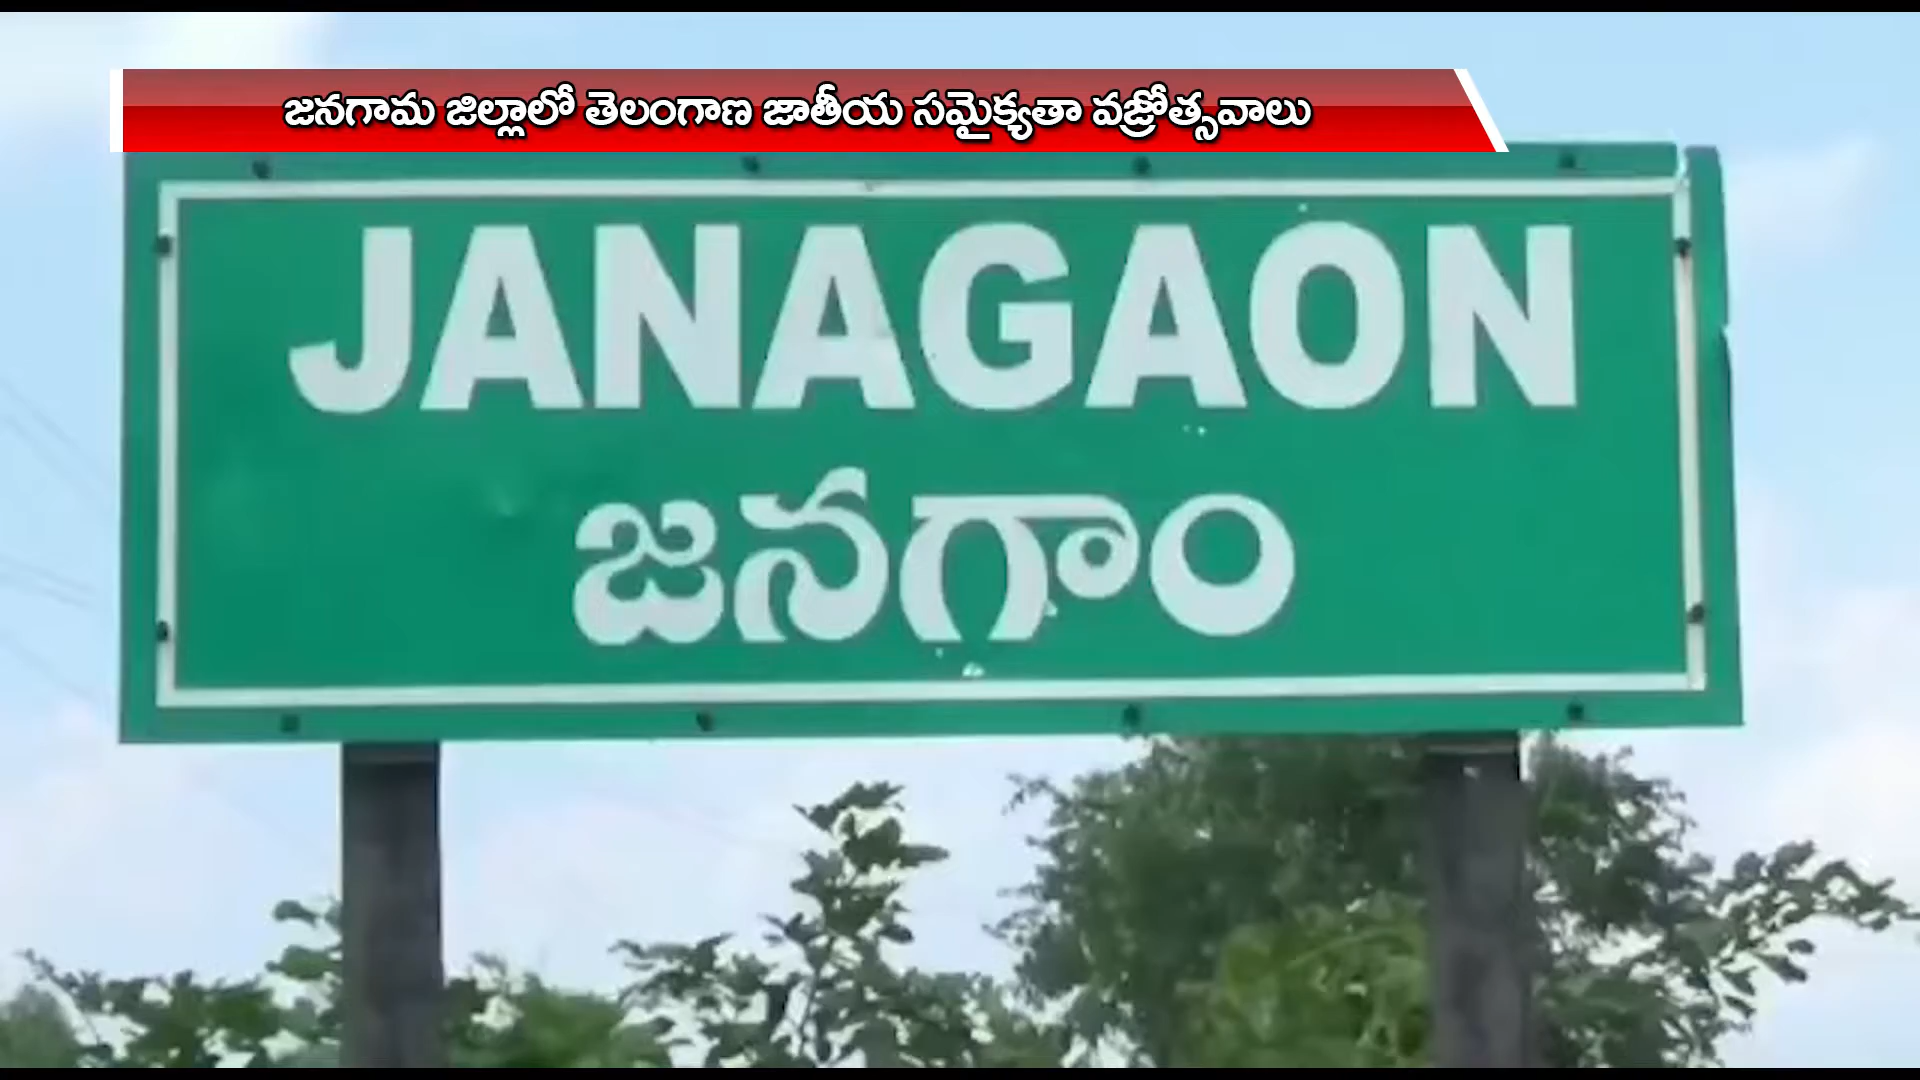 జనగామ జిల్లాలో తెలంగాణ జాతీయ సమైక్యతా వజ్రోత్సవాలు
JANAGAON
జనగాం